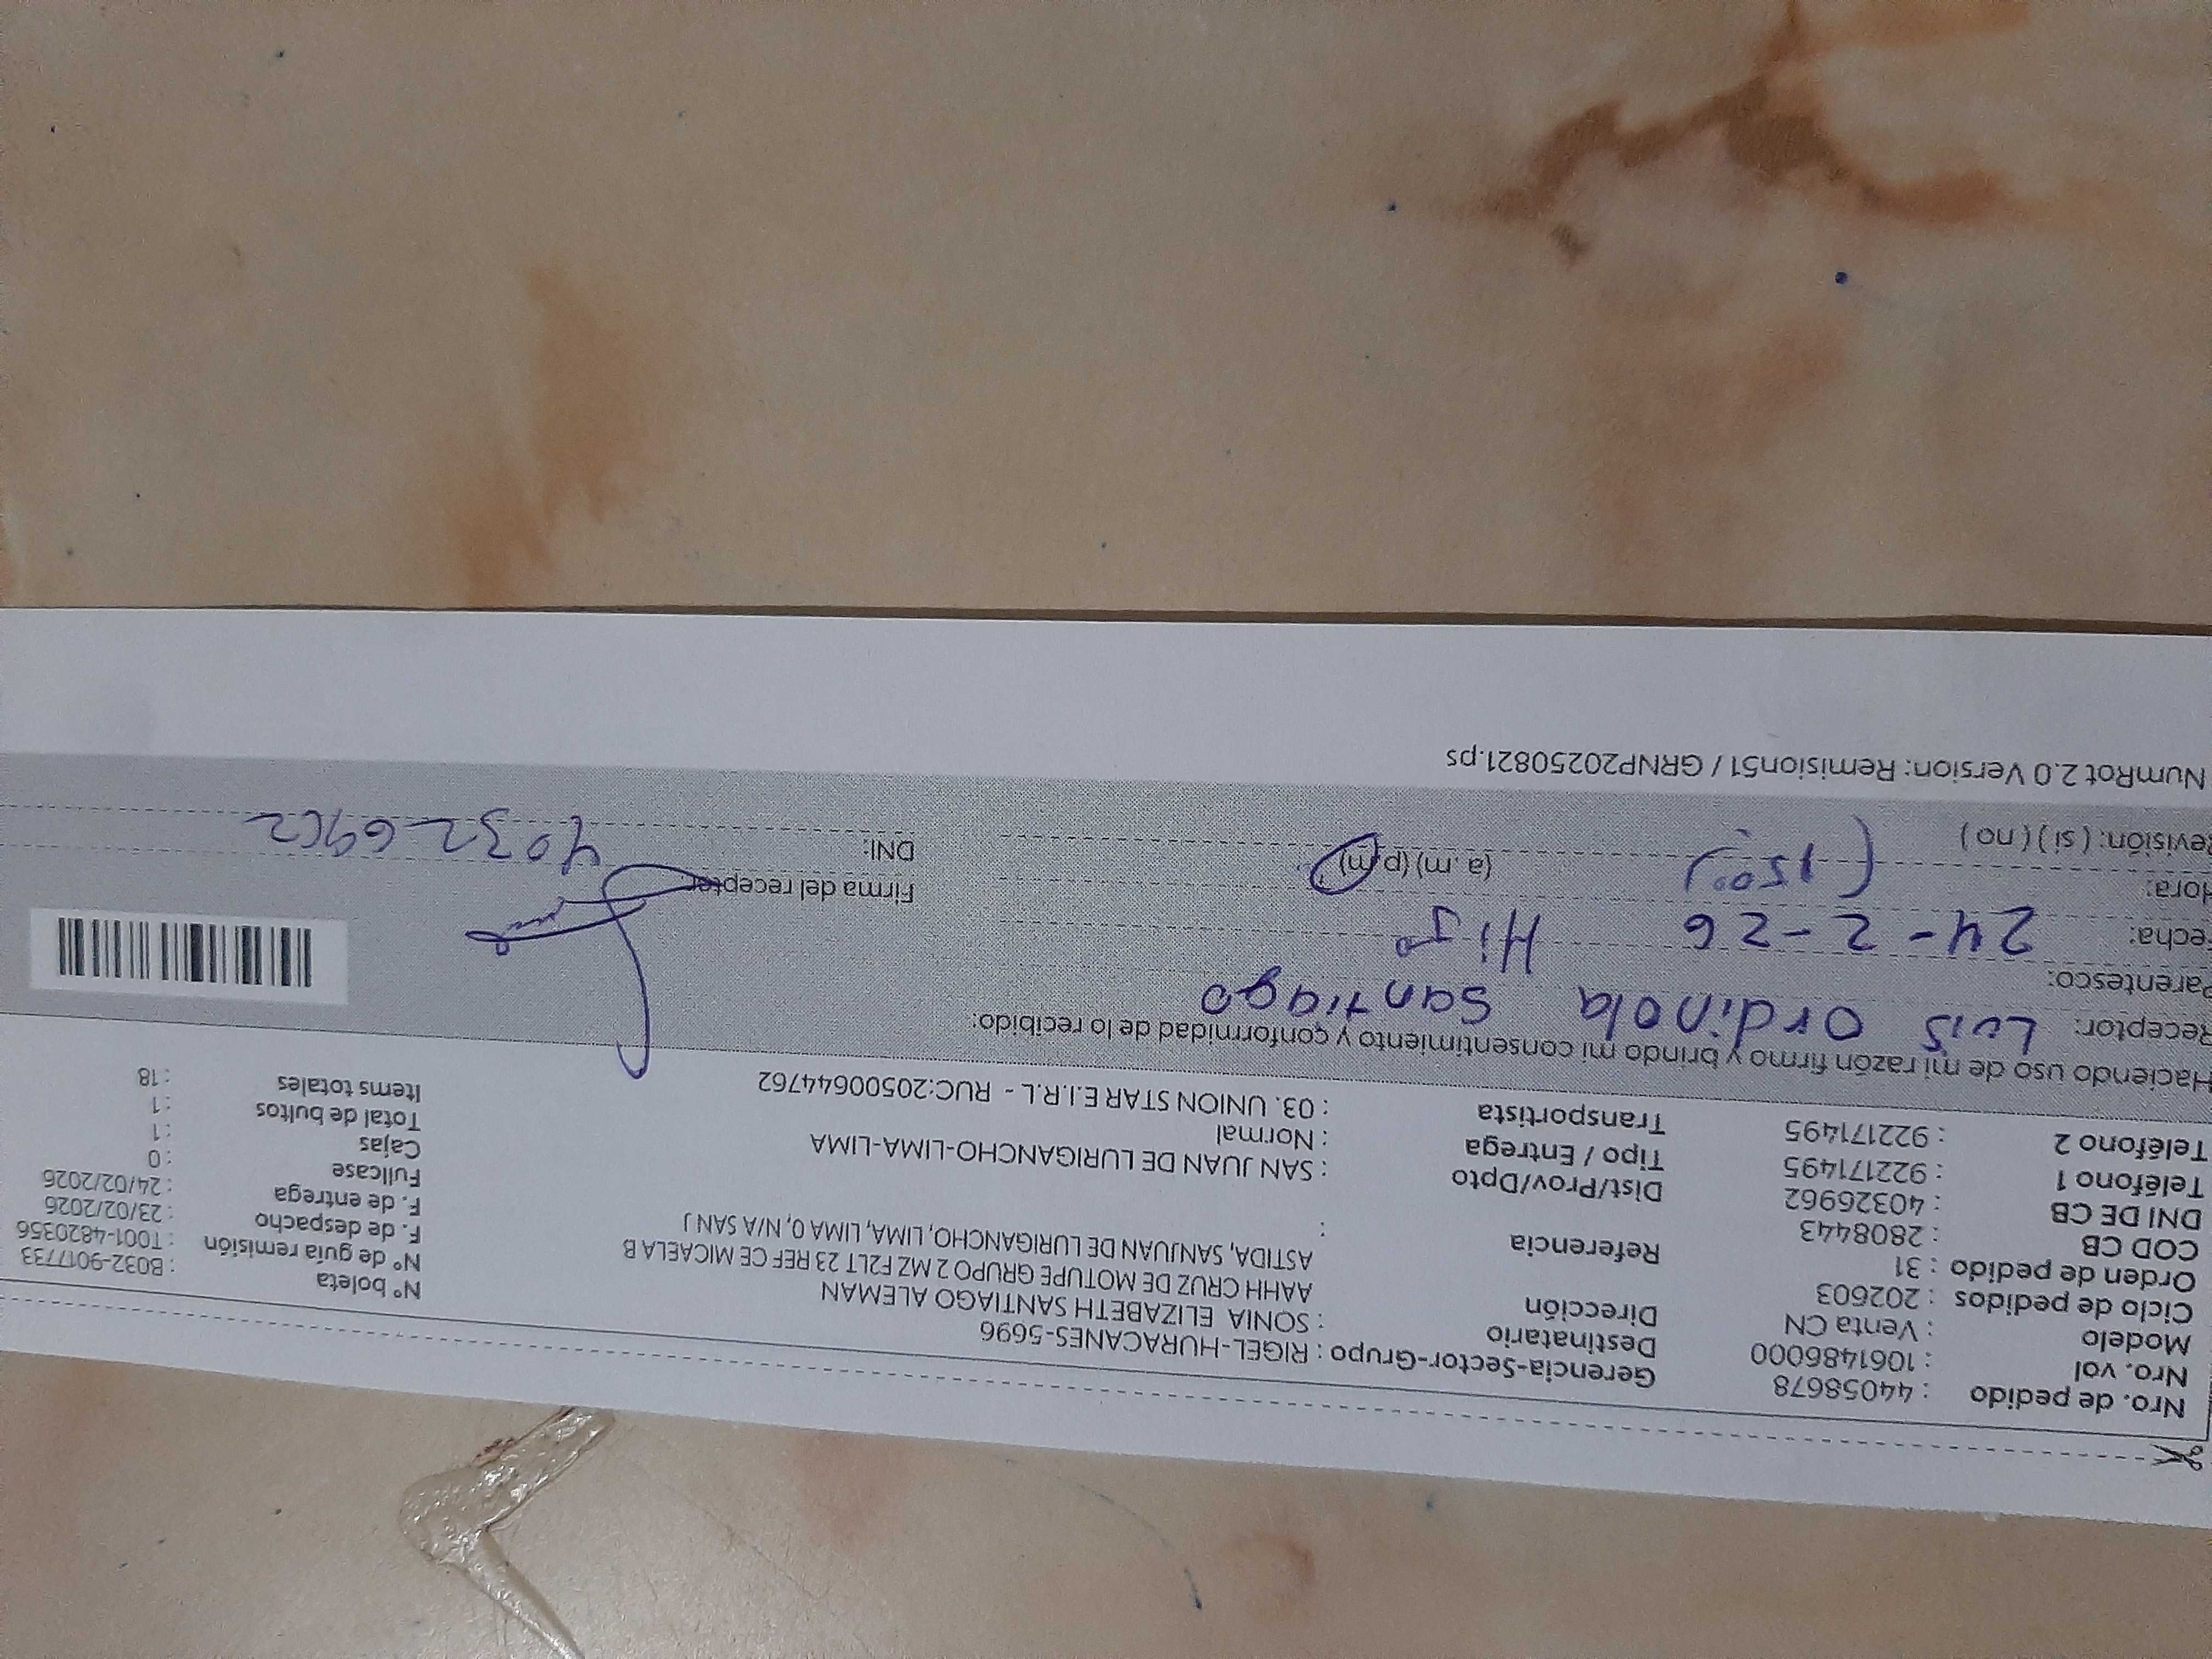 Nro. de pedido : 44058678
Nro. vol : 1061486000
Modelo : Venta CN
Ciclo de pedidos : 202603
Orden de pedido : 31
COD CB : 2808443
DNI DE CB : 40326962
Teléfono 1 : 922171495
Teléfono 2 : 922171495
Gerencia-Sector-Grupo : RIGEL-HURACANES-5696
Destinatario : SONIA ELIZABETH SANTIAGO ALEMAN
Dirección AAHH CRUZ DE MOTUPE GRUPO 2 MZ F2LT 23 REF CE MICAELA B
ASTIDA, SANJUAN DE LURIGANCHO, LIMA, LIMA 0, N/A SAN J
Referencia :
Dist/Prov/Dpto : SAN JUAN DE LURIGANCHO-LIMA-LIMA
Tipo / Entrega : Normal
Transportista : 03. UNION STAR E.I.R.L - RUC:20500644762
Nº boleta : B032-9017733
Nº de guía remisión : T001-4820356
F. de despacho : 23/02/2026
F. de entrega : 24/02/2026
Fullcase : 0
Cajas : 1
Total de bultos : 1
Items totales : 18
Haciendo uso de mi razón firmo y brindo mi consentimiento y conformidad de lo recibido:
Receptor: Luis Ordinola Santiago
Parentesco: Hijo
Fecha: 24-2-26
Hora: (a.m) (p.m)
Revisión: ( si ) ( no )
Firma del receptor
DNI:
NumRot 2.0 Version: Remision51 / GRNP20250821.ps